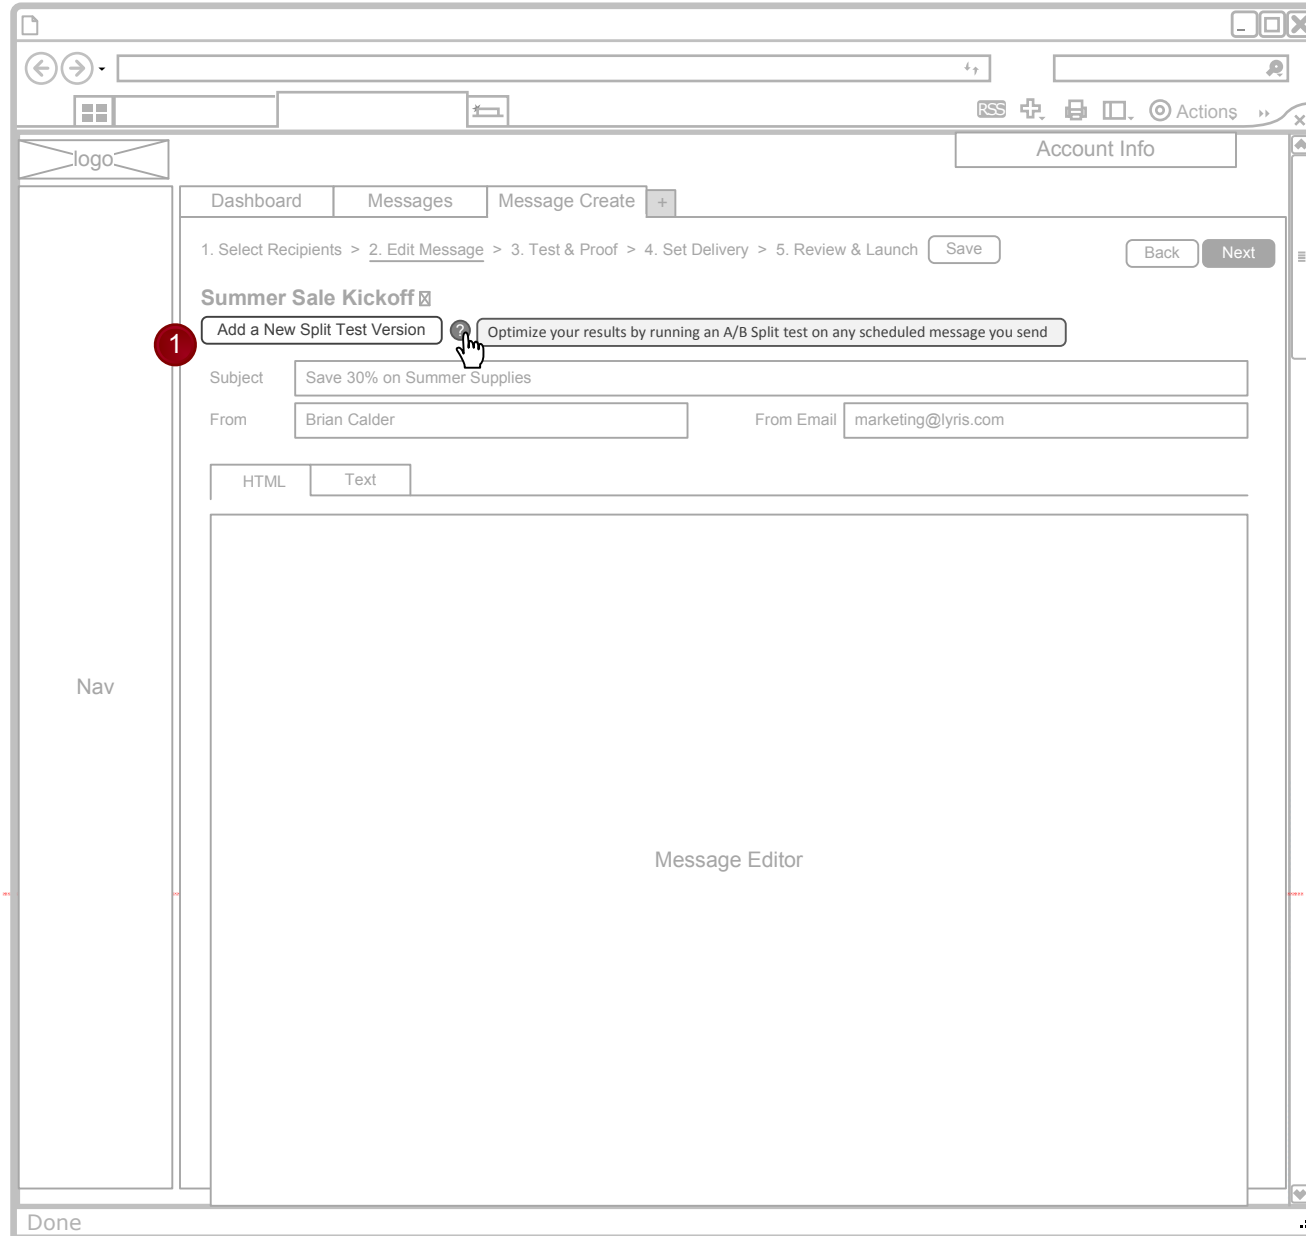 RSS
Actions
logo
Account Info
Dashboard
Messages
Message Create
+
1. Select Recipients > 2. Edit Message > 3. Test & Proof > 4. Set Delivery > 5. Review & Launch
Save
Back
Next
Summer Sale Kickoff
1
Add a New Split Test Version
?
Optimize your results by running an A/B Split test on any scheduled message you send
Subject
Save 30% on Summer Supplies
From
Brian Calder
From Email
marketing@lyris.com
HTML
Text
Nav
Message Editor
Done